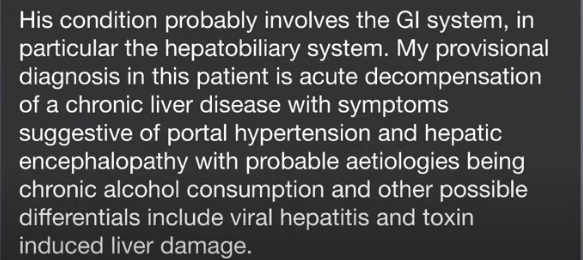 His condition probably involves the GI system, in
particular the hepatobiliary system. My provisional
diagnosis in this patient is acute decompensation
of a chronic liver disease with symptoms
suggestive of portal hypertension and hepatic
encephalopathy with probable aetiologies being
chronic alcohol consumption and other possible
differentials include viral hepatitis and toxin
induced liver damage.